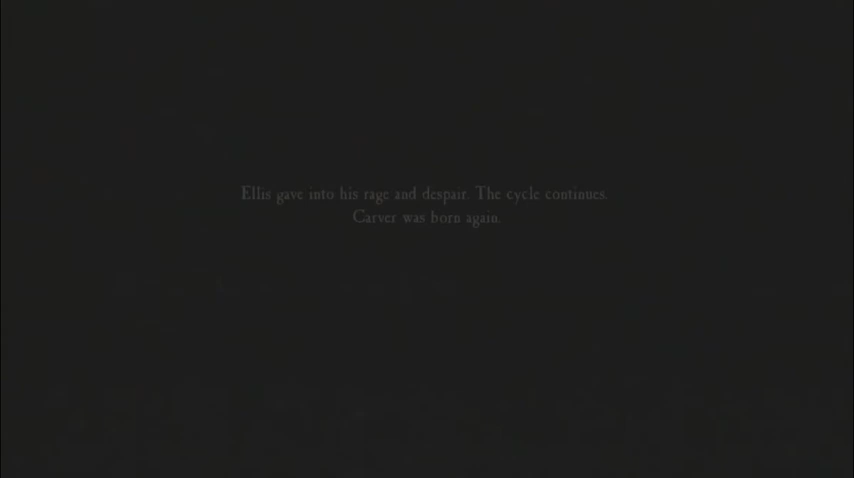 Ellis gave into his rage and despair. The cycle continues.
Carver was born again.